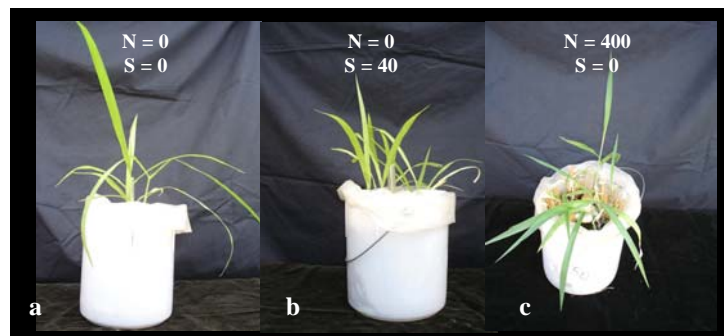 N = 0
S = 0
N = 0
S = 40
N = 400
S = 0
a
b
c